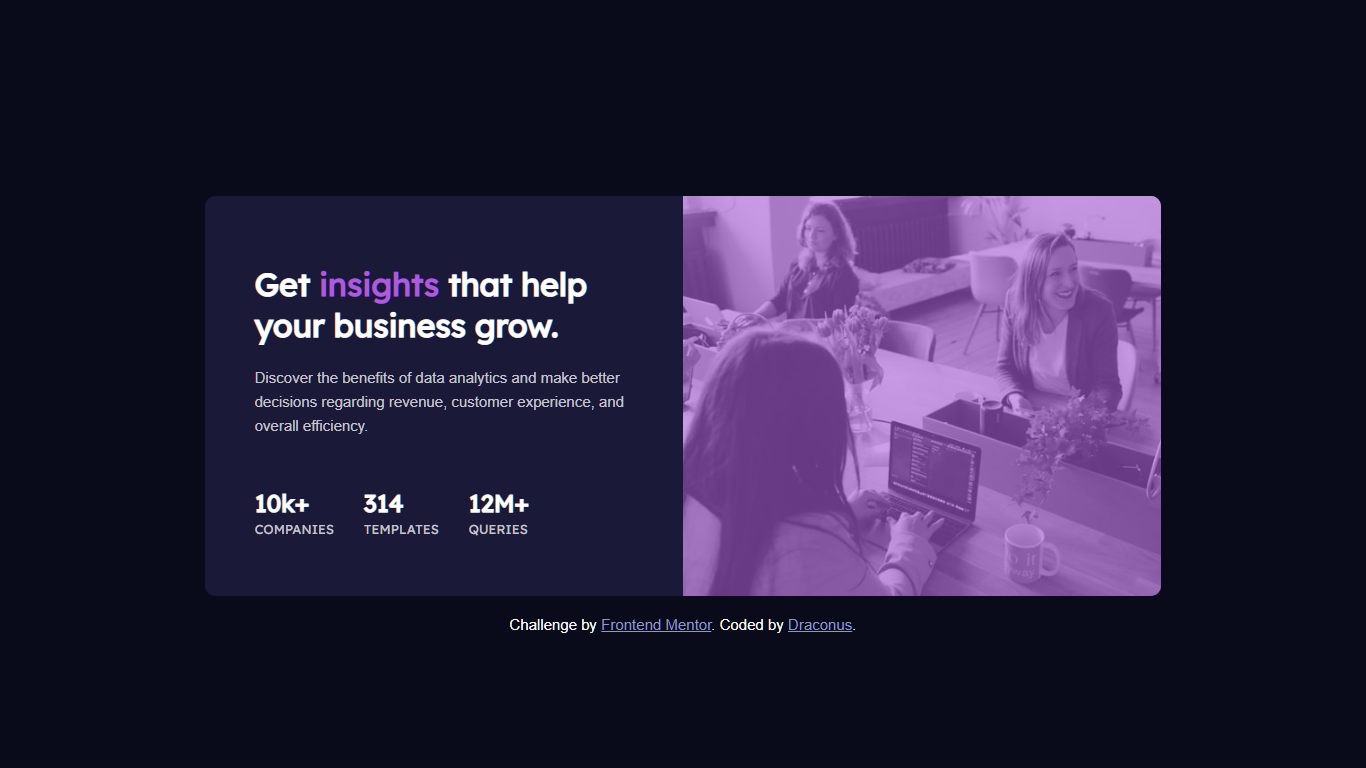 Get insights that help
your business grow.
Discover the benefits of data analytics and make better
decisions regarding revenue, customer experience, and
overall efficiency.
10k+ 314 12M+
COMPANIES TEMPLATES QUERIES
Challenge by Frontend Mentor. Coded by Draconus.